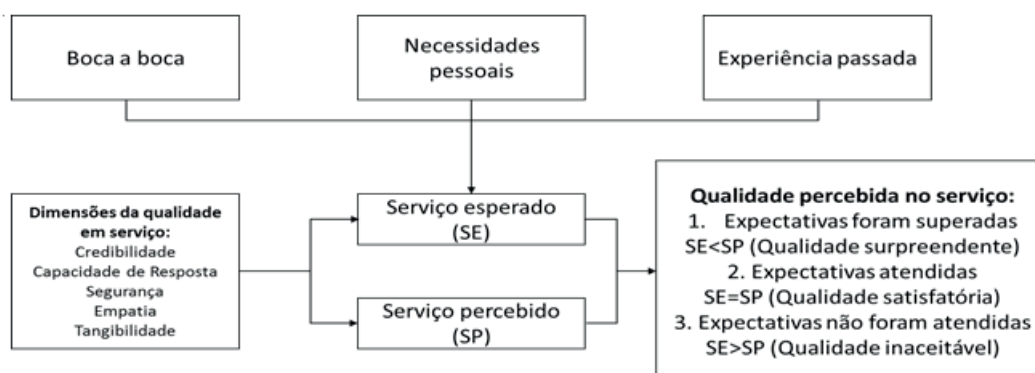 Boca a boca
Necessidades
pessoais
Experiência passada
Dimensões da qualidade
em serviço:
Credibilidade
Capacidade de Resposta
Segurança
Empatia
Tangibilidade
Serviço esperado
(SE)
Serviço percebido
(SP)
Qualidade percebida no serviço:
1. Expectativas foram superadas
SE<SP (Qualidade surpreendente)
2. Expectativas atendidas
SE=SP (Qualidade satisfatória)
3. Expectativas não foram atendidas
SE>SP (Qualidade inaceitável)